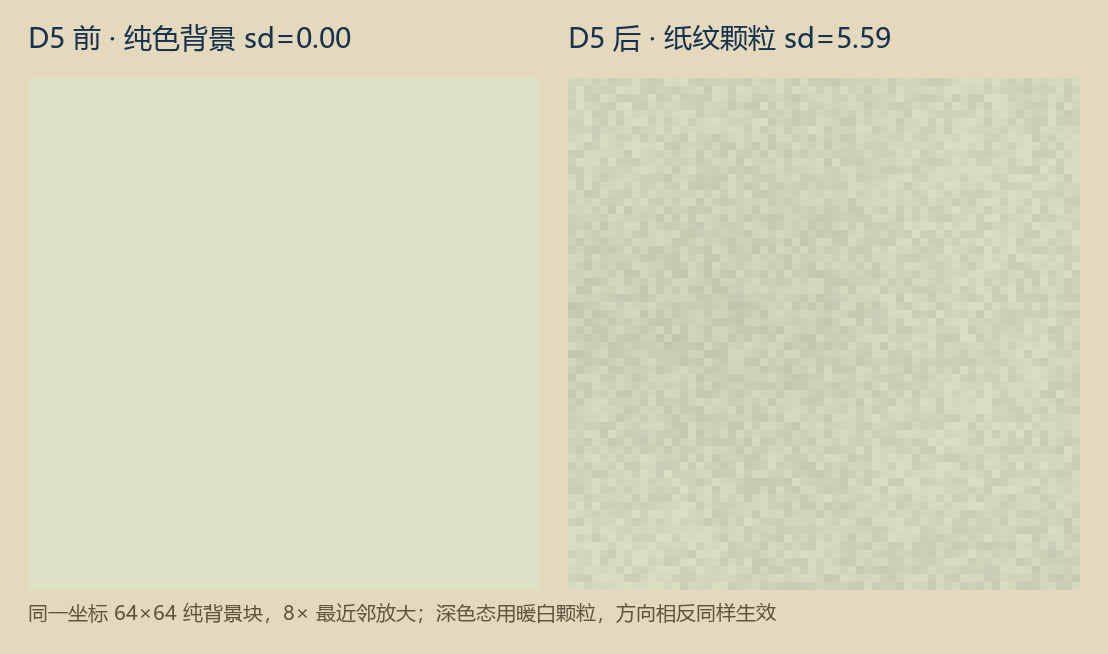 D5 前 · 纯色背景 sd=0.00
D5 后 · 纸纹颗粒 sd=5.59
同一坐标 64×64 纯背景块，8× 最近邻放大；深色态用暖白颗粒，方向相反同样生效